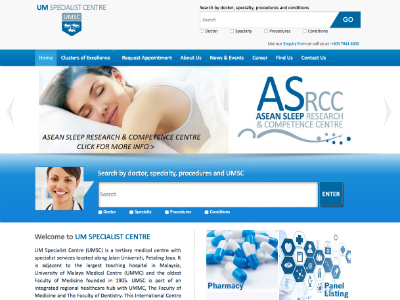 UM SPECIALIST CENTRE
UMSC
Search by doctor, specialty, procedures and conditions
Search
GO
Doctor
Specialty
Procedures
Conditions
Use our Enquiry Form or call us at
Home
Clusters of Excellence
Request Appointment
About Us
News & Events
Career
Find Us
Contact Us
ASEAN SLEEP RESEARCH & COMPETENCE CENTRE
CLICK FOR MORE INFO >
ASRCC
ASEAN SLEEP RESEARCH
& COMPETENCE CENTRE
Search by doctor, specialty, procedures and UMSC
Search
ENTER
Doctor
Specialty
Procedures
Conditions
Welcome to UM SPECIALIST CENTRE
UM Specialist Centre (UMSC) is a tertiary medical centre with
specialist services located along Jalan Universiti, Petaling Jaya. It
is adjacent to the largest teaching hospital in Malaysia,
University of Malaya Medical Centre (UMMC) and the oldest
Faculty of Medicine founded in 1905. UMSC is part of an
integrated regional healthcare hub with UMMC, The Faculty of
Medicine and The Faculty of Dentistry. This International Centre
Pharmacy
Panel
Listing